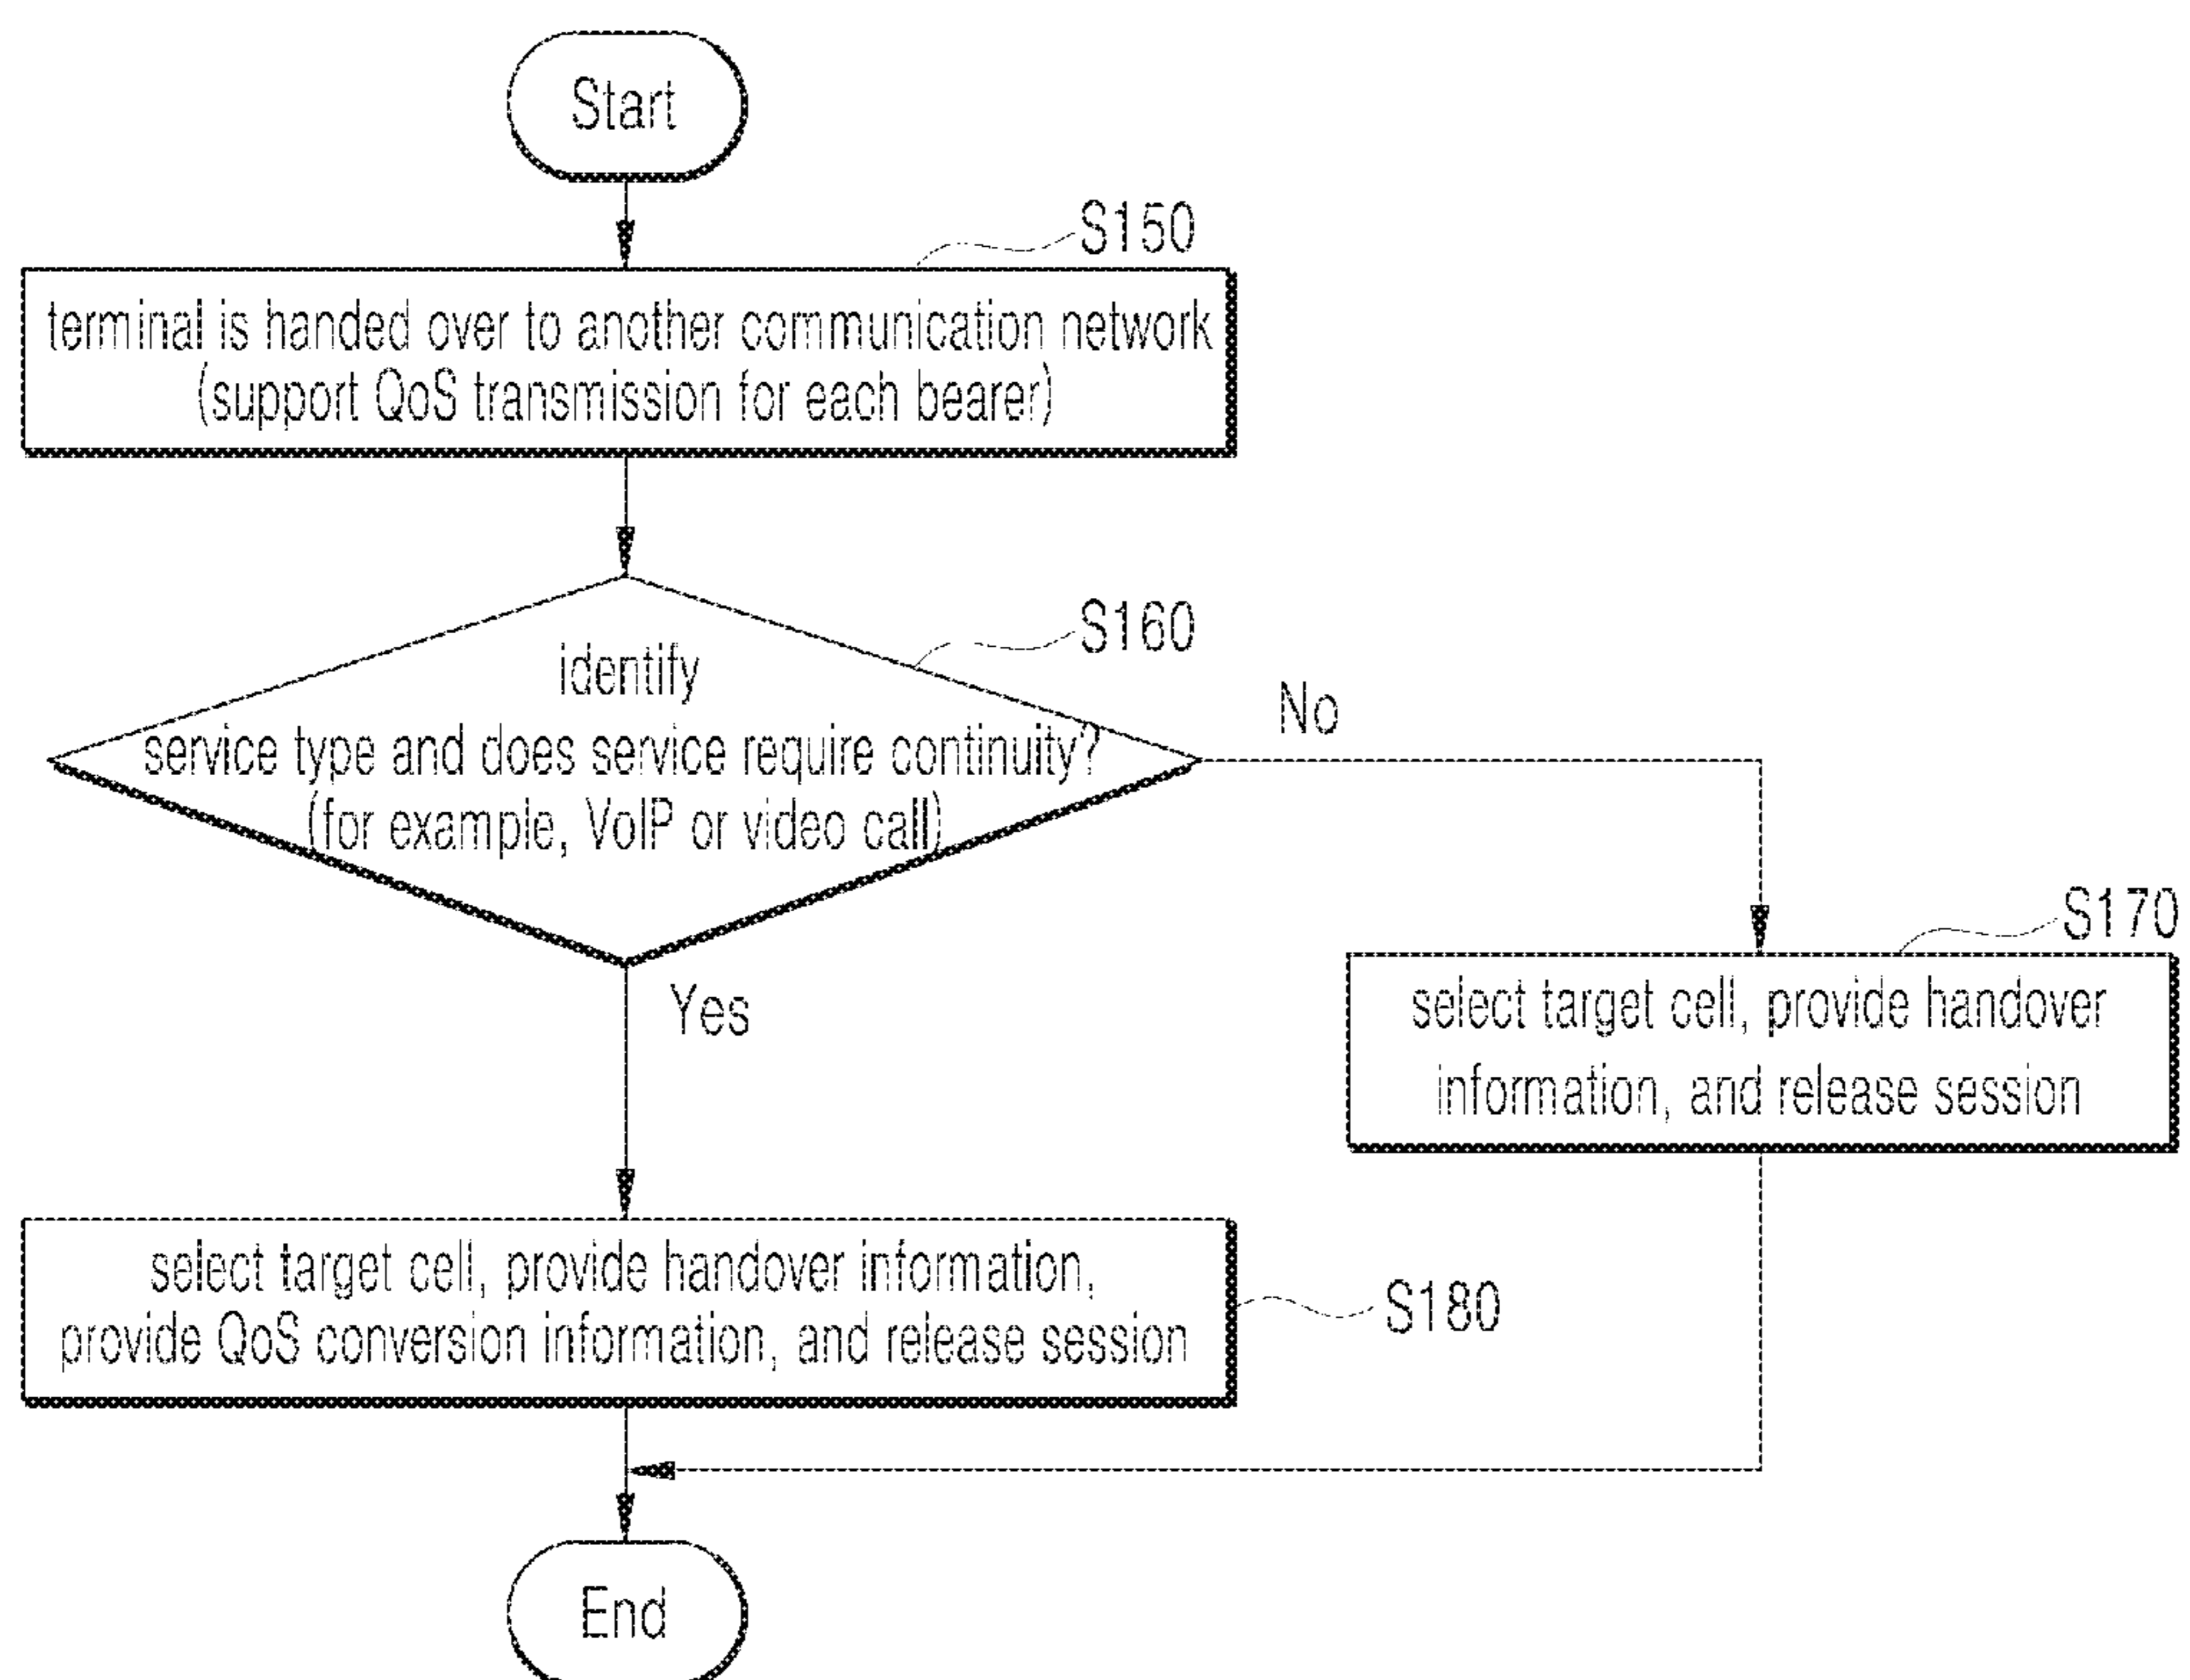 Start
S150
terminal is handed over to another communication network
(support QoS transmission for each bearer)
S160
identify
service type and does service require continuity?
(for example, VoIP or video call)
No
Yes
S170
select target cell, provide handover
information, and release session
select target cell, provide handover information,
provide QoS conversion information, and release session
S180
End